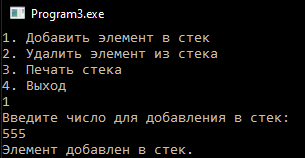 Program3.exe
1. Добавить элемент в стек
2. Удалить элемент из стека
3. Печать стека
4. Выход
1
Введите число для добавления в стек:
555
Элемент добавлен в стек.